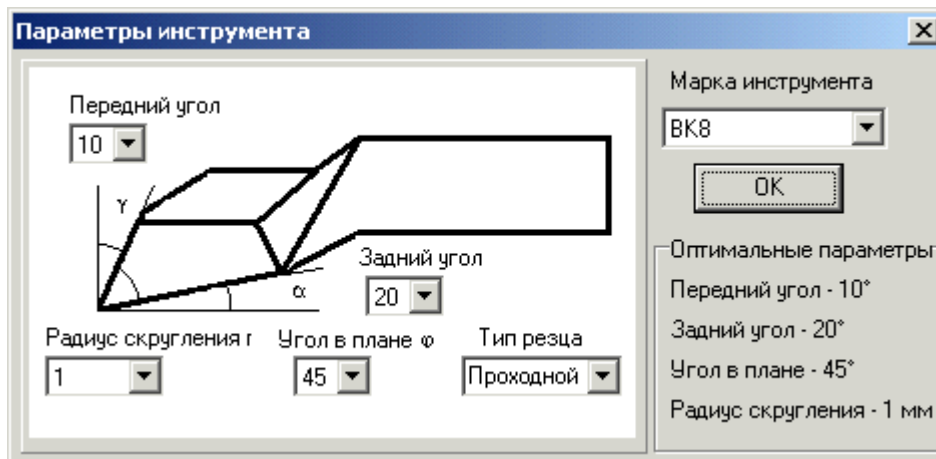 Параметры инструмента
Передний угол
10
γ
Задний угол
20
α
Радиус скругления г
1
Угол в плане φ
45
Тип резца
Проходной
Марка инструмента
ВК8
OK
Оптимальные параметры
Передний угол - 10°
Задний угол - 20°
Угол в плане - 45°
Радиус скругления - 1 мм